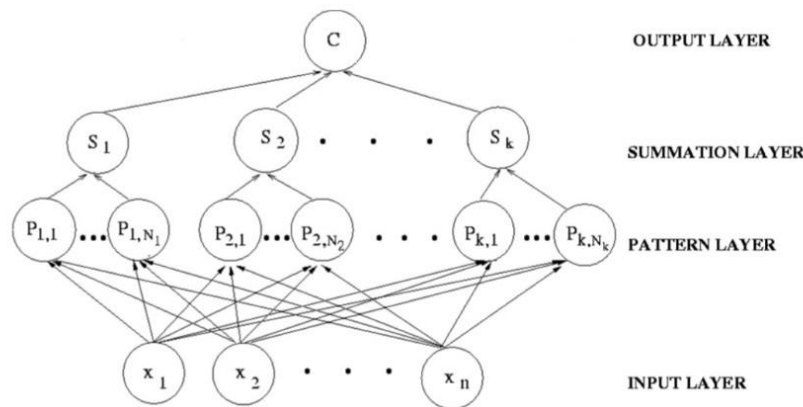 C OUTPUT LAYER
S1 S2 . . . Sk SUMMATION LAYER
P1,1 ... P1,N1 P2,1 ... P2,N2 . . . Pk,1 ... Pk,Nk PATTERN LAYER
x1 x2 . . . xn INPUT LAYER